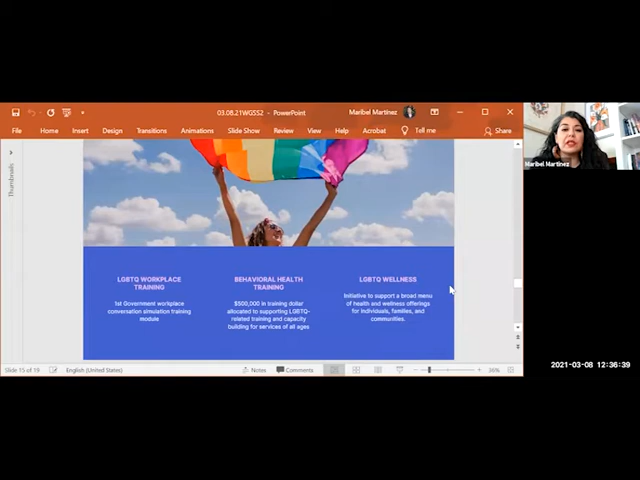 03.08.21WGSS2 - PowerPoint
Maribel Martinez
File Home Insert Design Transitions Animations Slide Show Review View Help Acrobat Tell me Share
Maribel Martinez
Thumbnails
LGBTQ WORKPLACE
TRAINING
1st Government workplace
conversation simulation training
module
BEHAVIORAL HEALTH
TRAINING
$500,000 in training dollar
allocated to supporting LGBTQ-
related training and capacity
building for services of all ages
LGBTQ WELLNESS
Initiative to support a broad menu
of health and wellness offerings
for individuals, families, and
communities.
2021-03-08 12:36:39
Slide 15 of 19 English (United States) Notes Comments 36%